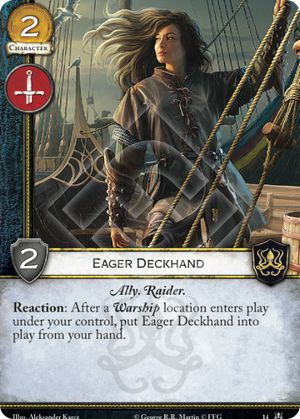 2
CHARACTER
2
EAGER DECKHAND
Ally. Raider.
Reaction: After a Warship location enters play
under your control, put Eager Deckhand into
play from your hand.
Illus. Aleksander Karcz © George R.R. Martin © FFG 14